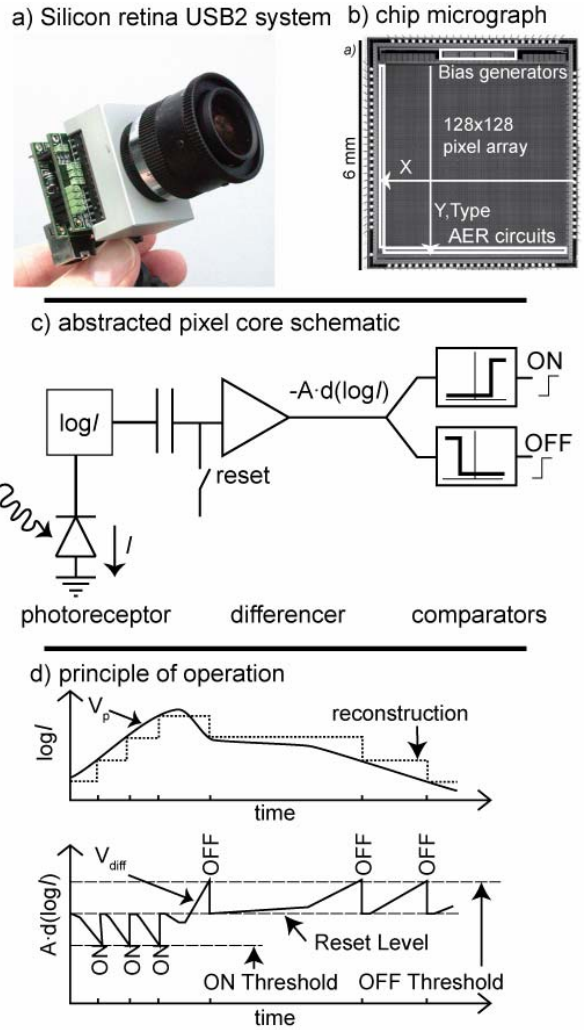 a) Silicon retina USB2 system
b) chip micrograph
a)
Bias generators
128x128
pixel array
6 mm
X
Y,Type
AER circuits
c) abstracted pixel core schematic
logI
-A·d(logI)
ON
OFF
reset
I
photoreceptor
differencer
comparators
d) principle of operation
Vp
reconstruction
logI
time
Vdiff
OFF
OFF
OFF
A·d(logI)
ON
ON
ON
Reset Level
ON Threshold
OFF Threshold
time